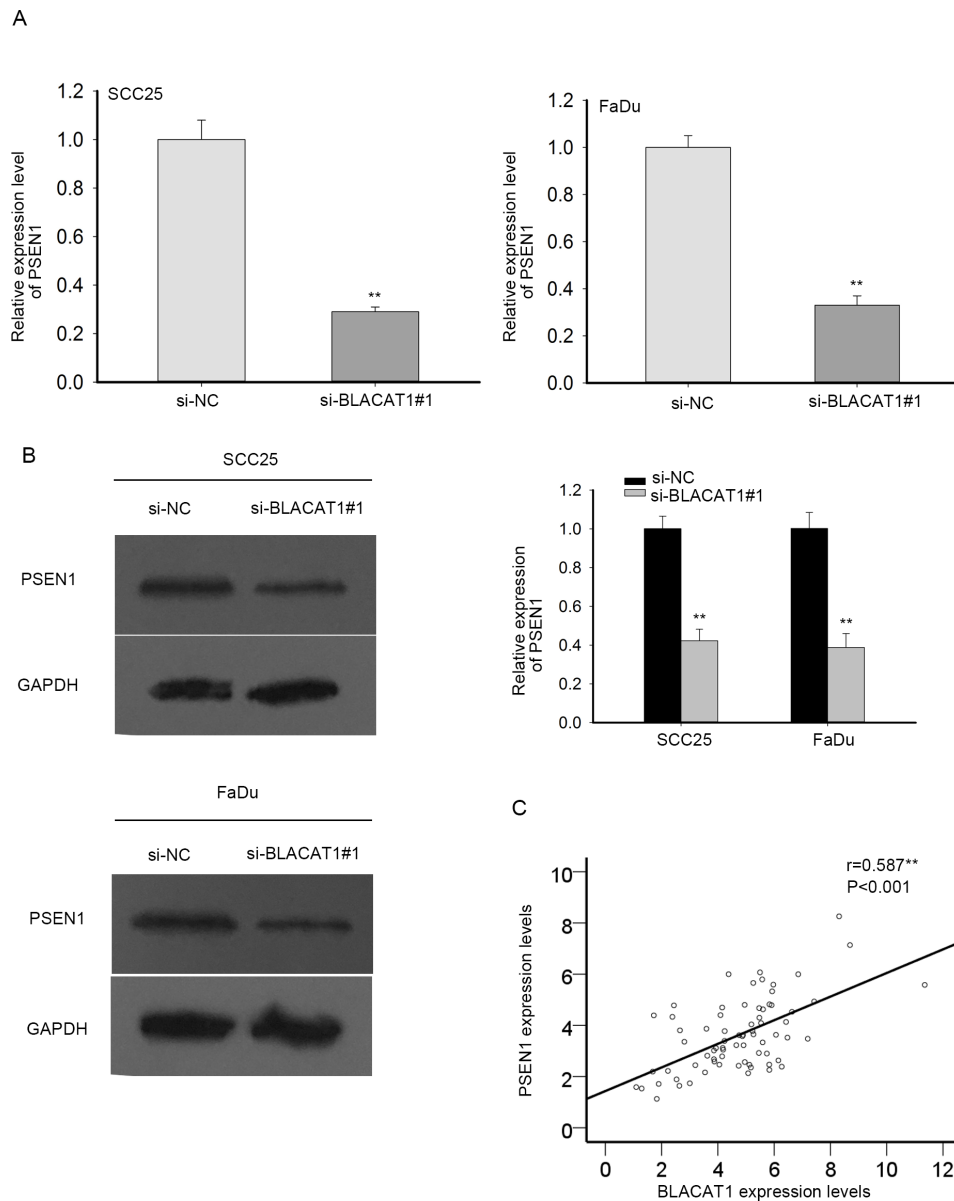 A
SCC25
1.2
1.0
0.8
0.6
0.4
0.2
0.0
Relative expression level
of PSEN1
**
si-NC
si-BLACAT1#1
FaDu
1.2
1.0
0.8
0.6
0.4
0.2
0.0
Relative expression level
of PSEN1
**
si-NC
si-BLACAT1#1
B
SCC25
si-NC
si-BLACAT1#1
PSEN1
GAPDH
FaDu
si-NC
si-BLACAT1#1
PSEN1
GAPDH
si-NC
si-BLACAT1#1
1.2
1.0
0.8
0.6
0.4
0.2
0.0
Relative expression
of PSEN1
**
**
SCC25
FaDu
C
r=0.587**
P<0.001
10
8
6
4
2
0
PSEN1 expression levels
0 2 4 6 8 10 12
BLACAT1 expression levels